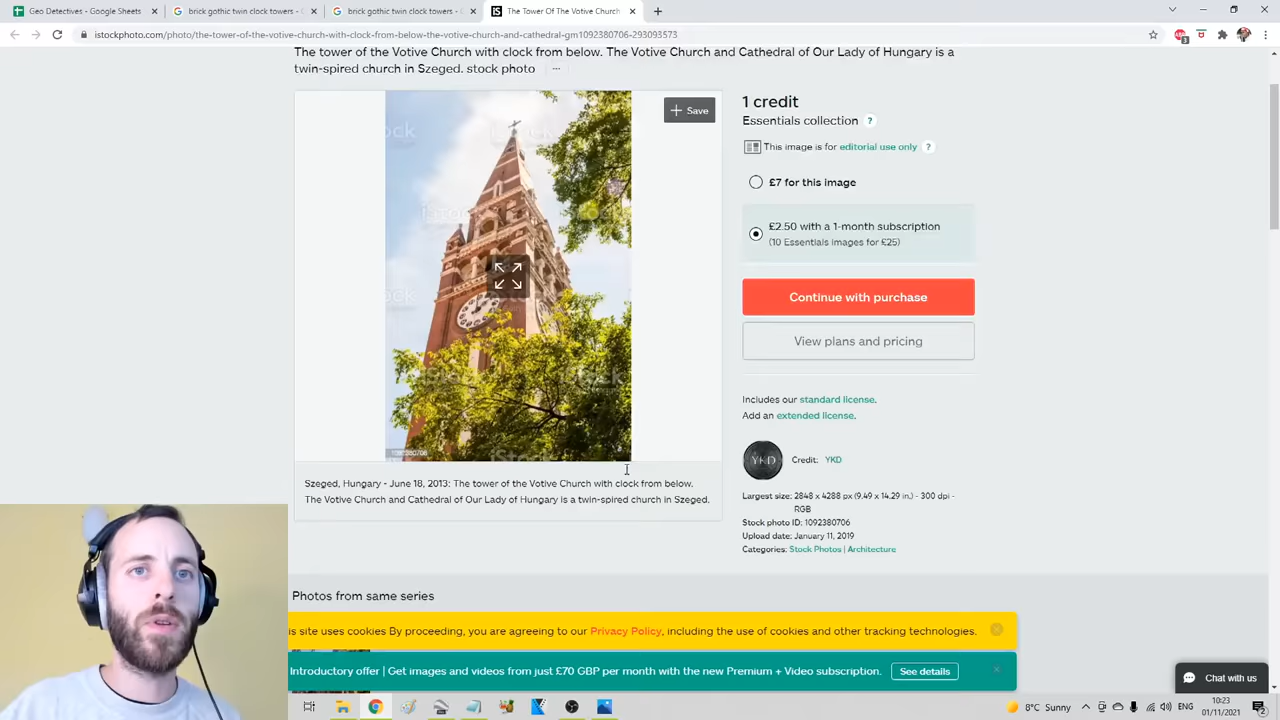 Geo Detectives - Google Sheets
brick gothic twin clock towers - G
brick gothic twin clock towers - G
The Tower Of The Votive Church
istockphoto.com/photo/the-tower-of-the-votive-church-with-clock-from-below-the-votive-church-and-cathedral-gm1092380706-293093573
The tower of the Votive Church with clock from below. The Votive Church and Cathedral of Our Lady of Hungary is a
twin-spired church in Szeged. stock photo ...
Save
iStock
iStock
iStock
iStock
iStock
1092380706
Szeged, Hungary - June 18, 2013: The tower of the Votive Church with clock from below.
The Votive Church and Cathedral of Our Lady of Hungary is a twin-spired church in Szeged.
1 credit
Essentials collection ?
This image is for editorial use only ?
£7 for this image
£2.50 with a 1-month subscription
(10 Essentials images for £25)
Continue with purchase
View plans and pricing
Includes our standard license.
Add an extended license.
YKD
Credit: YKD
Largest size: 2848 x 4288 px (9.49 x 14.29 in.) - 300 dpi -
RGB
Stock photo ID: 1092380706
Upload date: January 11, 2019
Categories: Stock Photos | Architecture
Photos from same series
is site uses cookies By proceeding, you are agreeing to our Privacy Policy, including the use of cookies and other tracking technologies.
Introductory offer | Get images and videos from just £70 GBP per month with the new Premium + Video subscription.
See details
Chat with us
8°C Sunny
ENG
10:23
01/11/2021